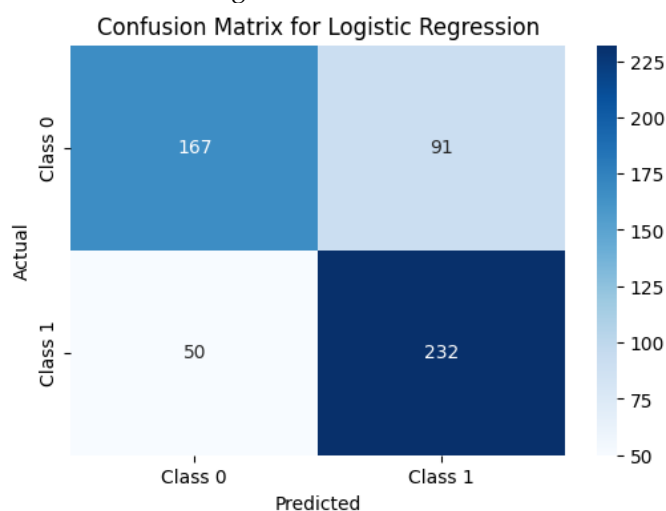 Confusion Matrix for Logistic Regression
Class 0
Class 1
Actual
167
91
50
232
Class 0
Class 1
Predicted
225
200
175
150
125
100
75
50